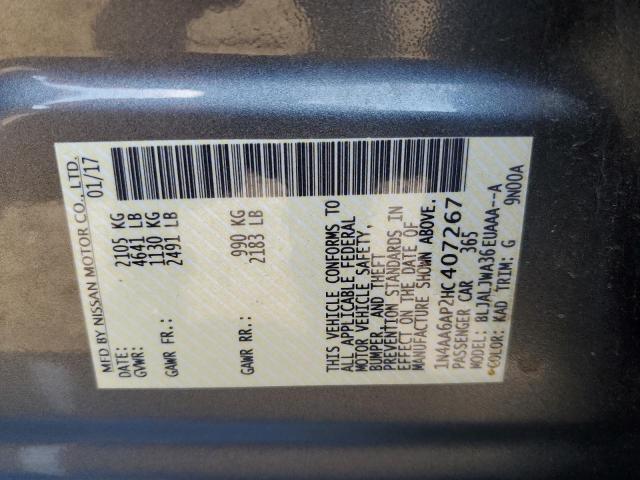 MFD BY NISSAN MOTOR CO., LTD.
DATE: 01/17
GVWR: 2105 KG
4641 LB
GAWR FR: 1130 KG
2491 LB
GAWR RR: 990 KG
2183 LB
THIS VEHICLE CONFORMS TO
ALL APPLICABLE FEDERAL
MOTOR VEHICLE SAFETY,
BUMPER, AND THEFT
PREVENTION STANDARDS IN
EFFECT ON THE DATE OF
MANUFACTURE SHOWN ABOVE.
1N4AA6AP2HC407267
PASSENGER CAR 365
MODEL: BLJALJWA36EUAAA--A
COLOR: KAD TRIM: G 9N00A